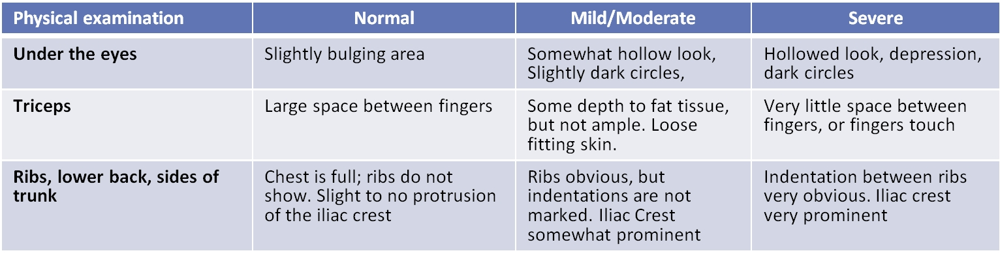 Physical examination
Normal
Mild/Moderate
Severe
Under the eyes
Slightly bulging area
Somewhat hollow look,
Slightly dark circles,
Hollowed look, depression,
dark circles
Triceps
Large space between fingers
Some depth to fat tissue,
but not ample. Loose
fitting skin.
Very little space between
fingers, or fingers touch
Ribs, lower back, sides of
trunk
Chest is full; ribs do not
show. Slight to no protrusion
of the iliac crest
Ribs obvious, but
indentations are not
marked. Iliac Crest
somewhat prominent
Indentation between ribs
very obvious. Iliac crest
very prominent